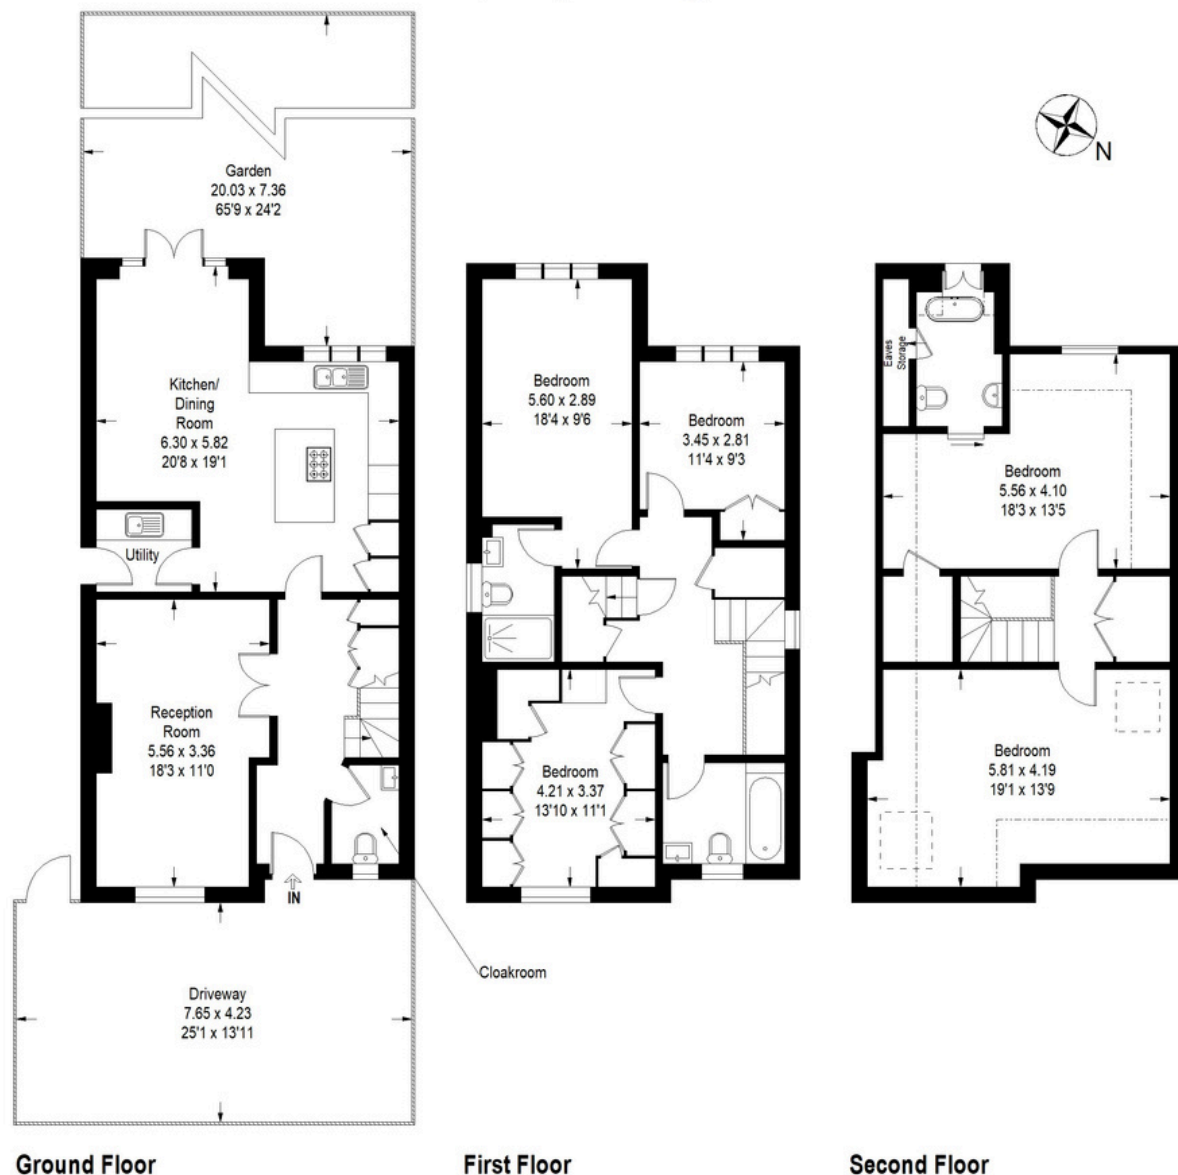 N
Garden
20.03 x 7.36
65'9 x 24'2
Kitchen/
Dining
Room
6.30 x 5.82
20'8 x 19'1
Utility
Reception
Room
5.56 x 3.36
18'3 x 11'0
IN
Cloakroom
Driveway
7.65 x 4.23
25'1 x 13'11
Ground Floor
Bedroom
5.60 x 2.89
18'4 x 9'6
Bedroom
3.45 x 2.81
11'4 x 9'3
Bedroom
4.21 x 3.37
13'10 x 11'1
First Floor
Eaves
Storage
Bedroom
5.56 x 4.10
18'3 x 13'5
Bedroom
5.81 x 4.19
19'1 x 13'9
Second Floor